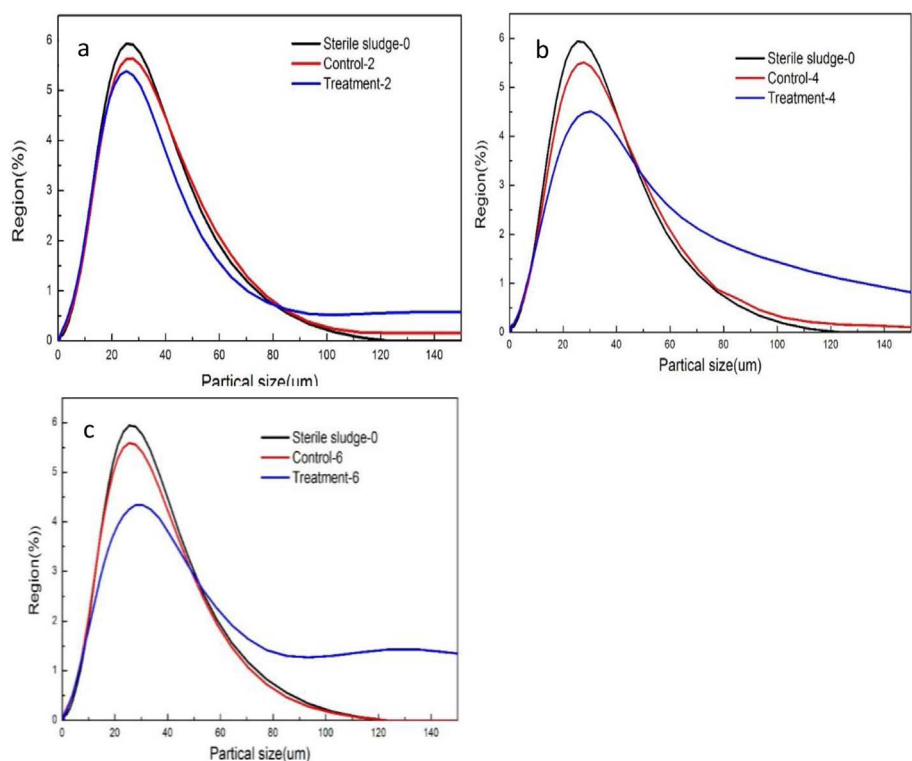 a
Sterile sludge-0
Control-2
Treatment-2
Region(%))
6
5
4
3
2
1
0
0 20 40 60 80 100 120 140
Partical size(um)
b
Sterile sludge-0
Control-4
Treatment-4
Region(%))
6
5
4
3
2
1
0
0 20 40 60 80 100 120 140
Partical size(um)
c
Sterile sludge-0
Control-6
Treatment-6
Region(%))
6
5
4
3
2
1
0
0 20 40 60 80 100 120 140
Partical size(um)